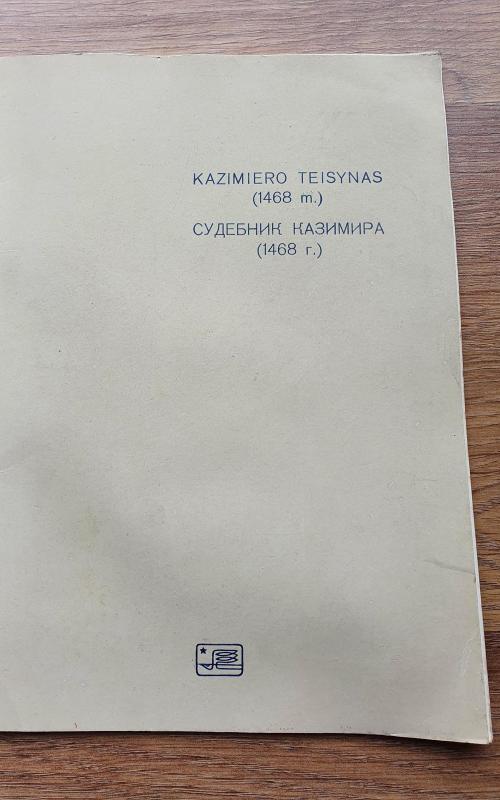 KAZIMIERO TEISYNAS
(1468 m.)
СУДЕБНИК КАЗИМИРА
(1468 г.)